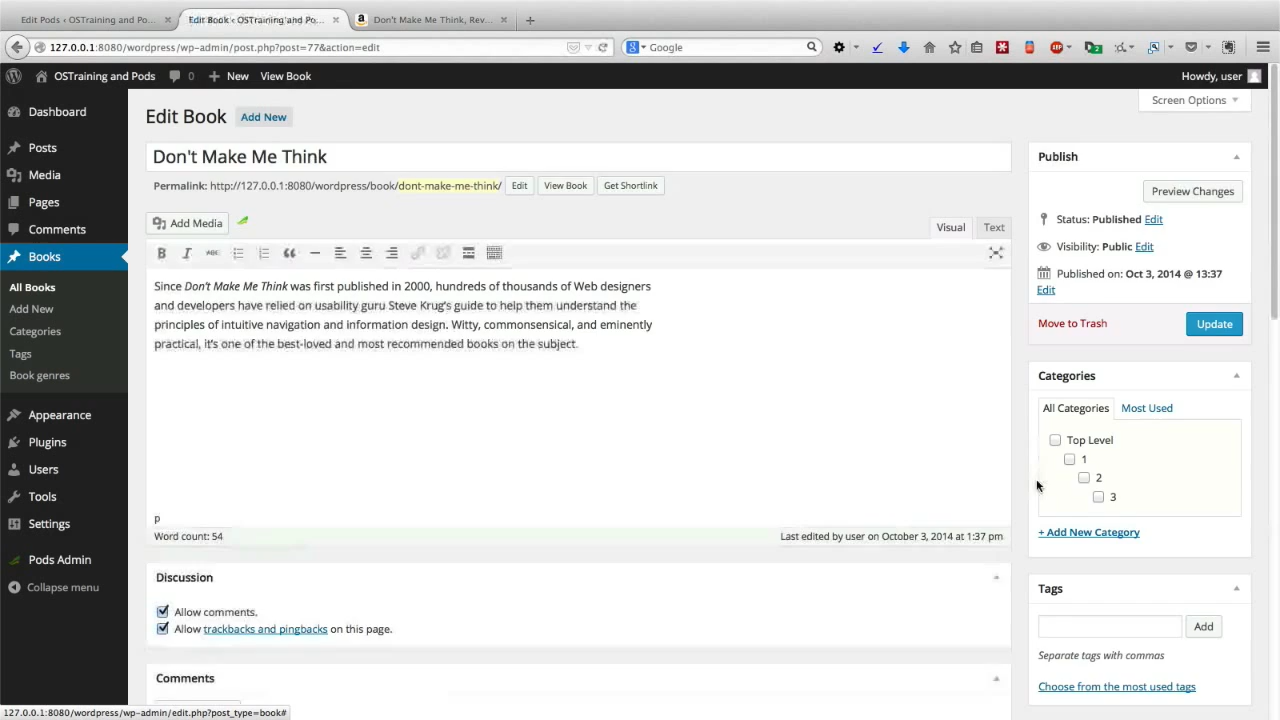 Edit Pods ‹ OSTraining and Po... ×
Edit Book ‹ OSTraining and Po... ×
Don't Make Me Think, Rev... ×
127.0.0.1:8080/wordpress/wp-admin/post.php?post=77&action=edit
Google
OSTraining and Pods 0 New View Book
Howdy, user
Dashboard
Posts
Media
Pages
Comments
Books
All Books
Add New
Categories
Tags
Book genres
Appearance
Plugins
Users
Tools
Settings
Pods Admin
Collapse menu
Screen Options
Edit Book Add New
Don't Make Me Think
Permalink: http://127.0.0.1:8080/wordpress/book/dont-make-me-think/ Edit View Book Get Shortlink
Add Media
Visual Text
B I ABC
Since Don't Make Me Think was first published in 2000, hundreds of thousands of Web designers
and developers have relied on usability guru Steve Krug's guide to help them understand the
principles of intuitive navigation and information design. Witty, commonsensical, and eminently
practical, it's one of the best-loved and most recommended books on the subject.
p
Word count: 54
Last edited by user on October 3, 2014 at 1:37 pm
Discussion
Allow comments.
Allow trackbacks and pingbacks on this page.
Comments
Publish
Preview Changes
Status: Published Edit
Visibility: Public Edit
Published on: Oct 3, 2014 @ 13:37
Edit
Move to Trash Update
Categories
All Categories Most Used
Top Level
1
2
3
+ Add New Category
Tags
Add
Separate tags with commas
Choose from the most used tags
127.0.0.1:8080/wordpress/wp-admin/edit.php?post_type=book#